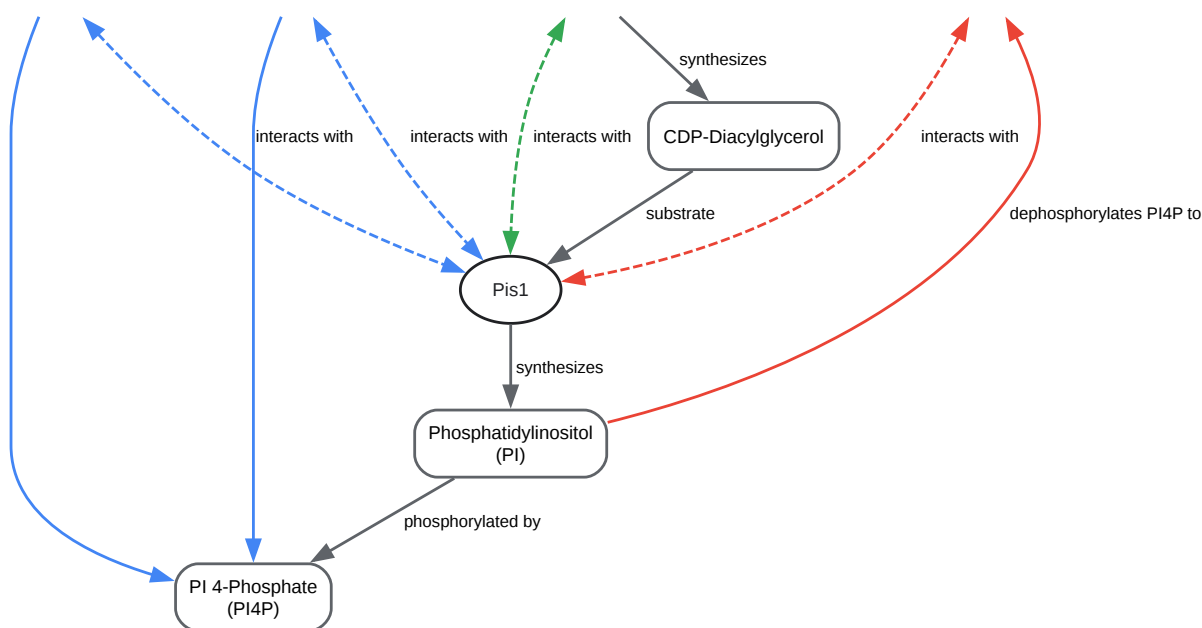 synthesizes
CDP-Diacylglycerol
interacts with
interacts with
interacts with
interacts with
substrate
dephosphorylates PI4P to
Pis1
synthesizes
Phosphatidylinositol
(PI)
phosphorylated by
PI 4-Phosphate
(PI4P)